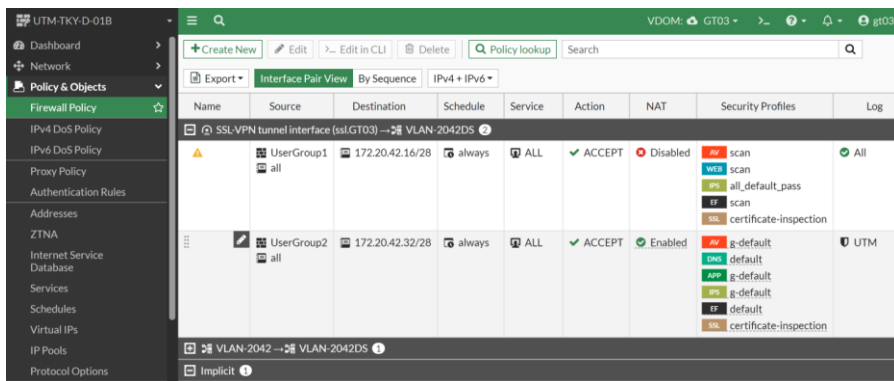 UTM-TKY-D-01B
VDOM: GT03
gt03
Dashboard
Network
Policy & Objects
Firewall Policy
IPv4 DoS Policy
IPv6 DoS Policy
Proxy Policy
Authentication Rules
Addresses
ZTNA
Internet Service
Database
Services
Schedules
Virtual IPs
IP Pools
Protocol Options
+ Create New Edit >_ Edit in CLI Delete Policy lookup Search
Export Interface Pair View By Sequence IPv4 + IPv6
Name Source Destination Schedule Service Action NAT Security Profiles Log
SSL-VPN tunnel interface (ssl.GT03) → VLAN-2042DS 2
UserGroup1 172.20.42.16/28 always ALL ACCEPT Disabled AV scan All
all WEB scan
IPS all_default_pass
EF scan
SSL certificate-inspection
UserGroup2 172.20.42.32/28 always ALL ACCEPT Enabled AV g-default UTM
all DNS default
APP g-default
IPS g-default
EF default
SSL certificate-inspection
VLAN-2042 → VLAN-2042DS 1
Implicit 1